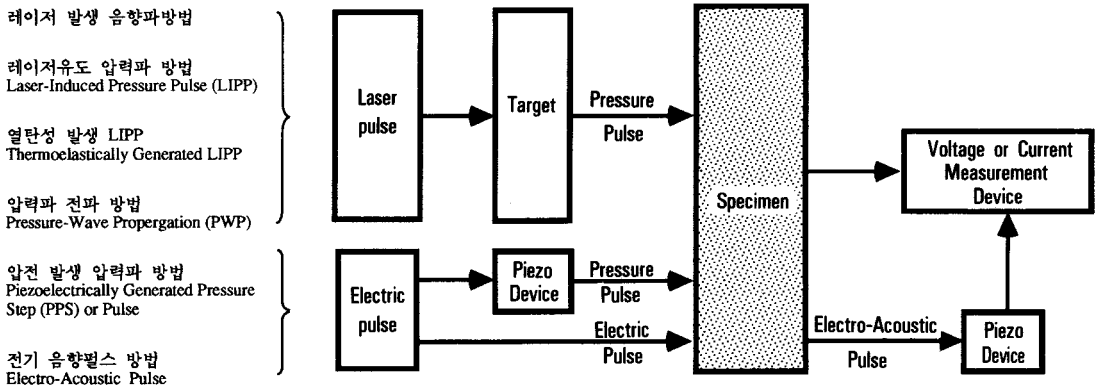 레이저 발생 음향파방법
레이저유도 압력파 방법
Laser-Induced Pressure Pulse (LIPP)
열탄성 발생 LIPP
Thermoelastically Generated LIPP
압력파 전파 방법
Pressure-Wave Propergation (PWP)
압전 발생 압력파 방법
Piezoelectrically Generated Pressure
Step (PPS) or Pulse
전기 음향펄스 방법
Electro-Acoustic Pulse
Laser
pulse
Target
Pressure
Pulse
Electric
pulse
Piezo
Device
Pressure
Pulse
Electric
Pulse
Specimen
Voltage or Current
Measurement
Device
Electro-Acoustic
Pulse
Piezo
Device